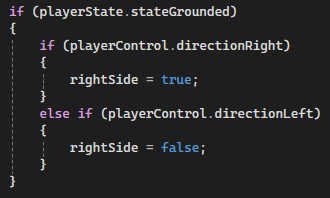 if (playerState.stateGrounded)
{
if (playerControl.directionRight)
{
rightSide = true;
}
else if (playerControl.directionLeft)
{
rightSide = false;
}
}